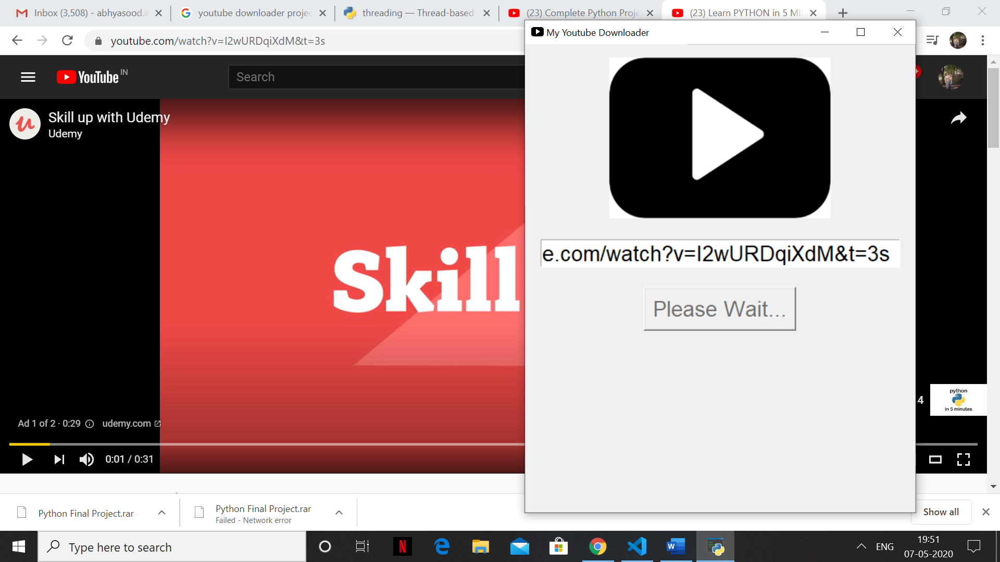 Inbox (3,508) - abhyasood.a
youtube downloader projec
threading — Thread-based
(23) Complete Python Proje
(23) Learn PYTHON in 5 MI
youtube.com/watch?v=I2wURDqiXdM&t=3s
My Youtube Downloader
YouTube IN
Search
Skill up with Udemy
Udemy
Skill
e.com/watch?v=I2wURDqiXdM&t=3s
Please Wait...
4
python
in 5 minutes
Ad 1 of 2 · 0:29
udemy.com
0:01 / 0:31
Python Final Project.rar
Python Final Project.rar
Failed - Network error
Show all
Type here to search
N
W
ENG
19:51
07-05-2020